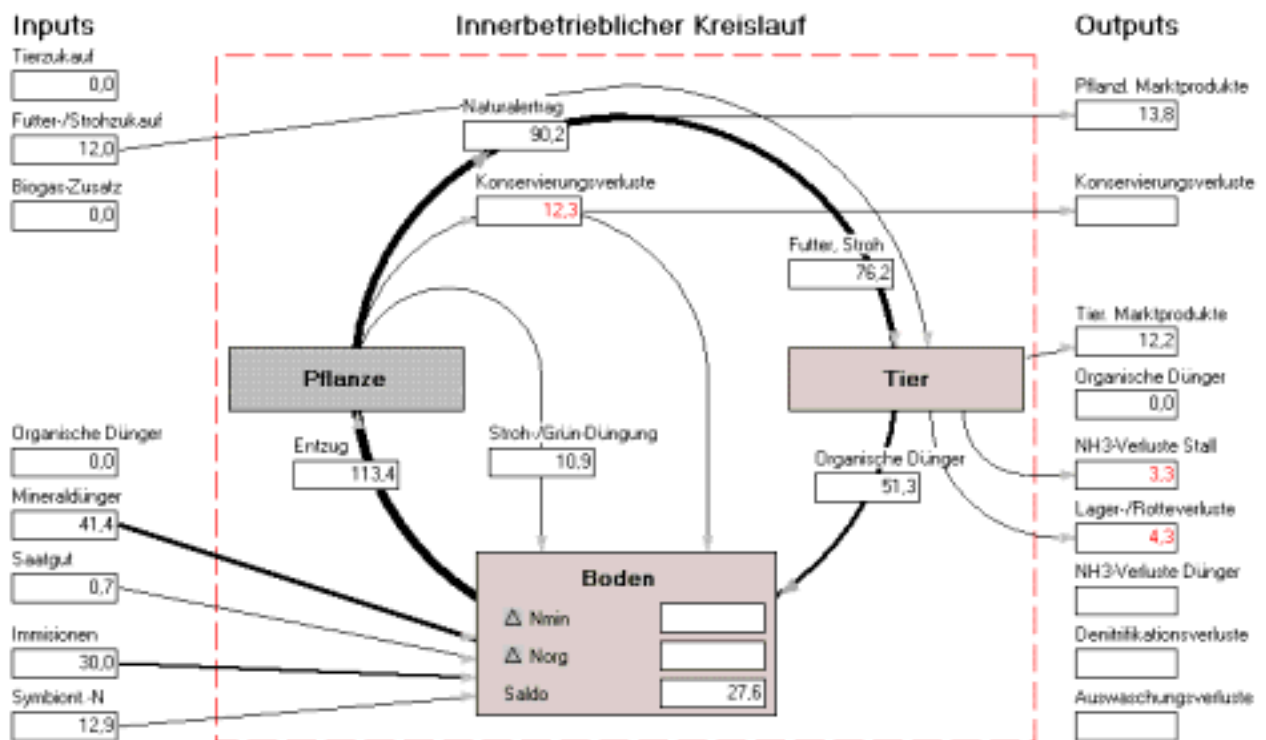 Inputs
Innerbetrieblicher Kreislauf
Outputs
Tierzukauf
0,0
Futter-/Strohzukauf
12,0
Biogas-Zusatz
0,0
Naturalertrag
90,2
Konservierungsverluste
12,3
Futter, Stroh
76,2
Pflanzl. Marktprodukte
13,8
Konservierungsverluste
Tier. Marktprodukte
12,2
Organische Dünger
0,0
NH3-Verluste Stall
3,3
Lager-/Rotteverluste
4,3
NH3-Verluste Dünger
Denitrifikationsverluste
Auswaschungsverluste
Pflanze
Tier
Entzug
113,4
Stroh-/Grün-Düngung
10,9
Organische Dünger
51,3
Organische Dünger
0,0
Mineraldünger
41,4
Saatgut
0,7
Immisionen
30,0
Symbiont.-N
12,9
Boden
Δ Nmin
Δ Norg
Saldo 27,6